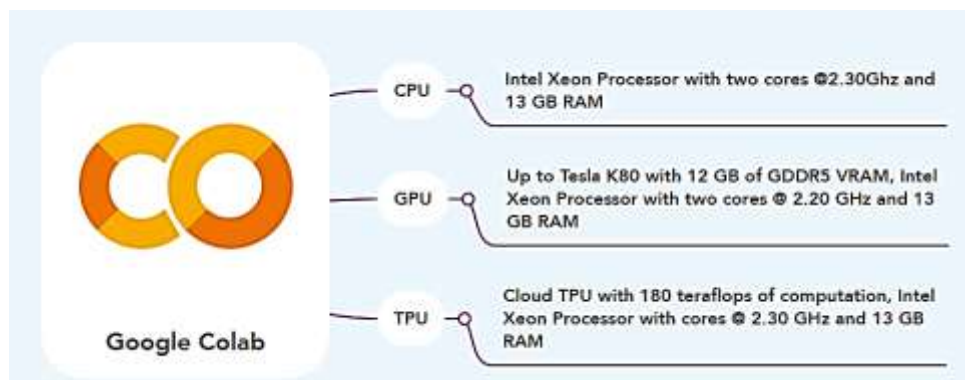 Google Colab
CPU
Intel Xeon Processor with two cores @2.30Ghz and
13 GB RAM
GPU
Up to Tesla K80 with 12 GB of GDDR5 VRAM, Intel
Xeon Processor with two cores @ 2.20 GHz and 13
GB RAM
TPU
Cloud TPU with 180 teraflops of computation, Intel
Xeon Processor with cores @ 2.30 GHz and 13 GB
RAM